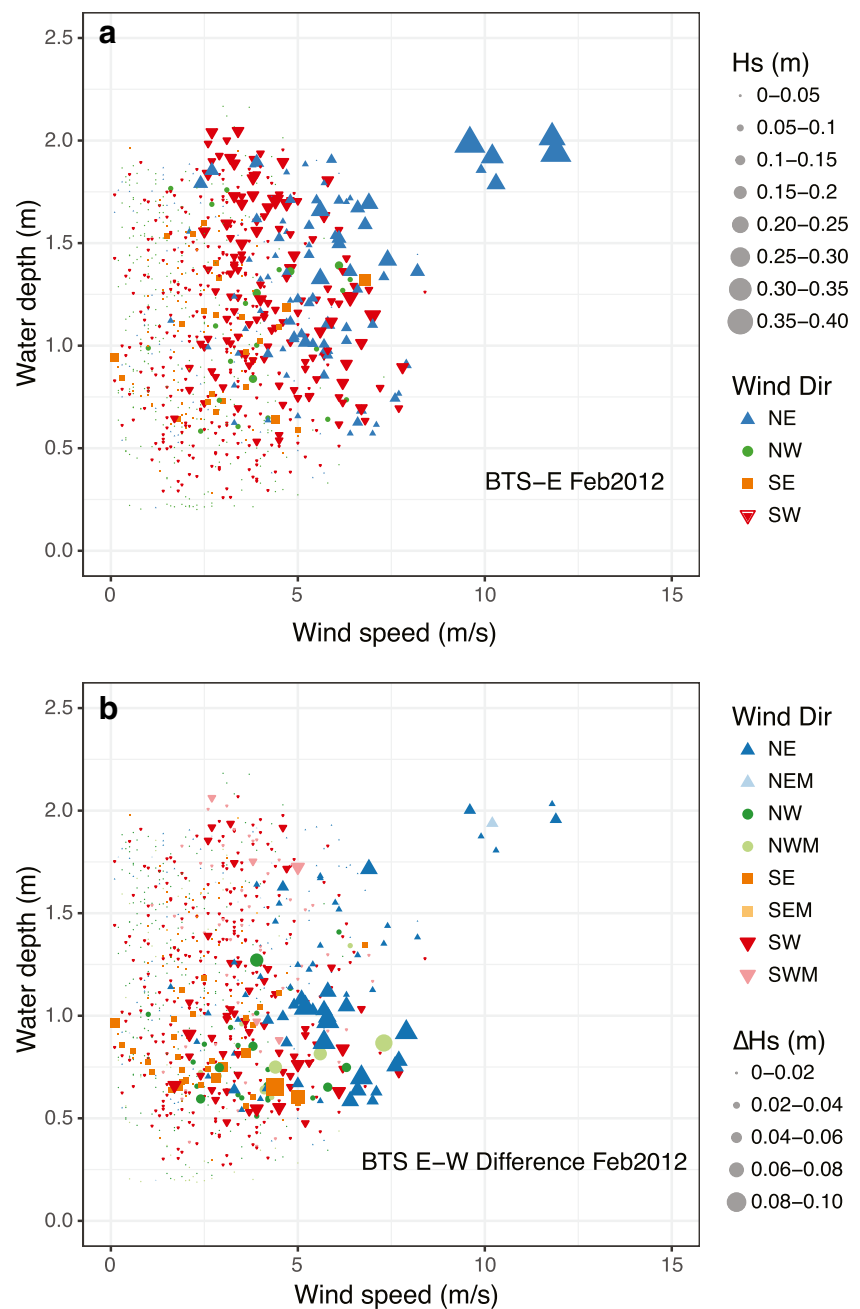 a
2.5
2.0
1.5
1.0
0.5
0.0
Water depth (m)
BTS−E Feb2012
0
5
10
15
Wind speed (m/s)
Hs (m)
0−0.05
0.05−0.1
0.1−0.15
0.15−0.2
0.20−0.25
0.25−0.30
0.30−0.35
0.35−0.40
Wind Dir
NE
NW
SE
SW
b
2.5
2.0
1.5
1.0
0.5
0.0
Water depth (m)
BTS E−W Difference Feb2012
0
5
10
15
Wind speed (m/s)
Wind Dir
NE
NEM
NW
NWM
SE
SEM
SW
SWM
ΔHs (m)
0−0.02
0.02−0.04
0.04−0.06
0.06−0.08
0.08−0.10